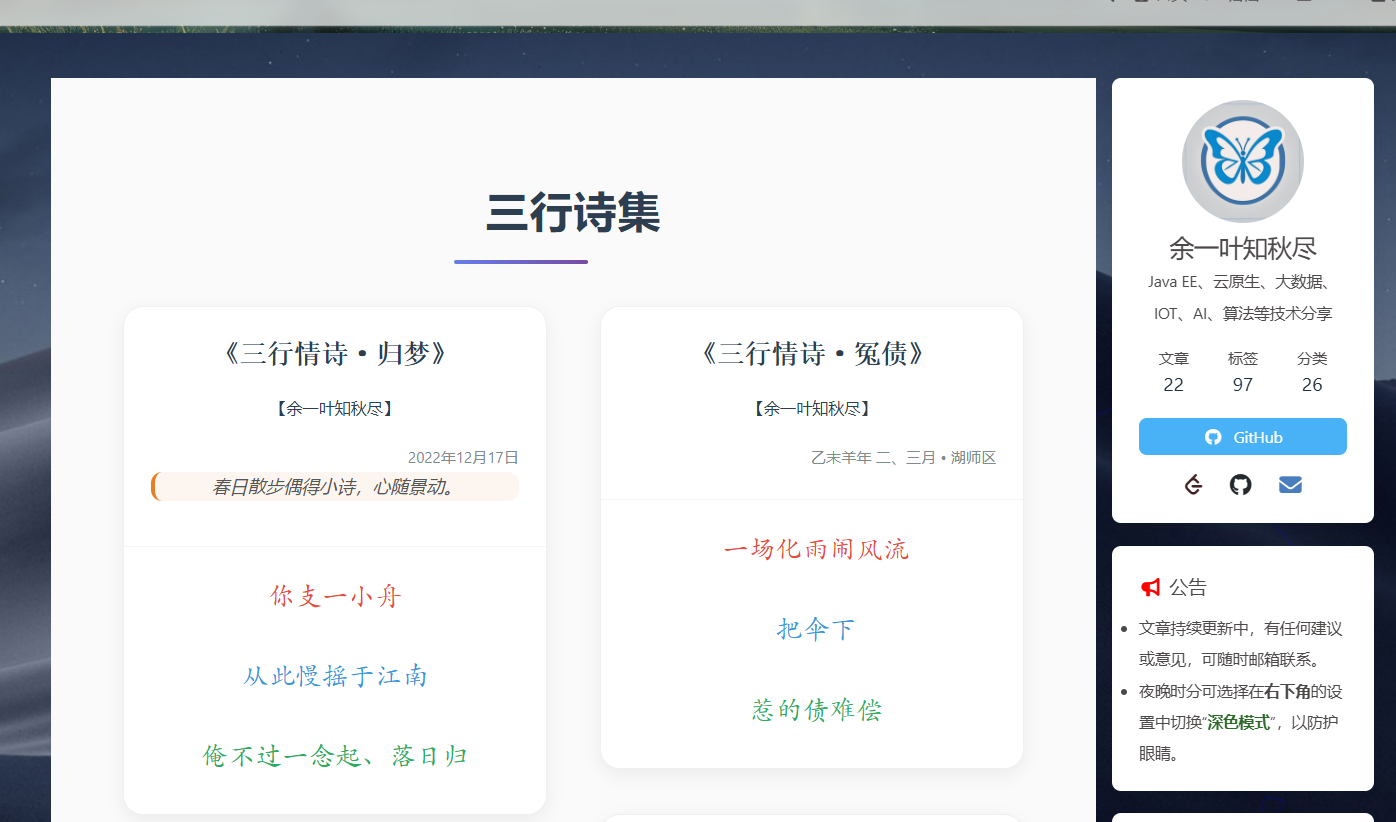 三行诗集
《三行情诗•归梦》
【余一叶知秋尽】
2022年12月17日
春日散步偶得小诗，心随景动。
你支一小舟
从此慢摇于江南
俺不过一念起、落日归
《三行情诗•冤债》
【余一叶知秋尽】
乙未羊年 二、三月 • 湖师区
一场化雨闹风流
把伞下
惹的债难偿
余一叶知秋尽
Java EE、云原生、大数据、
IOT、AI、算法等技术分享
文章 标签 分类
22 97 26
GitHub
公告
文章持续更新中，有任何建议
或意见，可随时邮箱联系。
夜晚时分可选择在右下角的设
置中切换“深色模式”，以防护
眼睛。